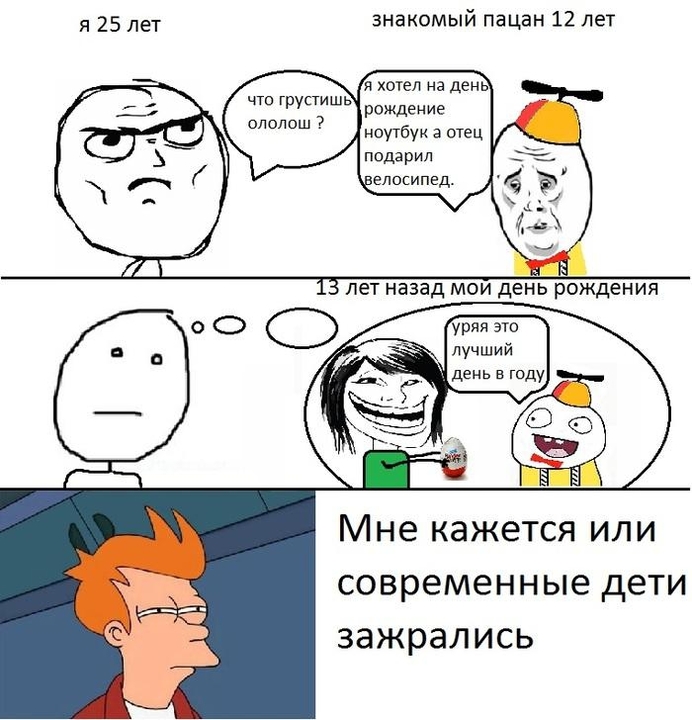 я 25 лет
знакомый пацан 12 лет
что грустишь
ололош ?
я хотел на день
рождение
ноутбук а отец
подарил
велосипед.
13 лет назад мой день рождения
уряя это
лучший
день в году
Мне кажется или
современные дети
зажрались